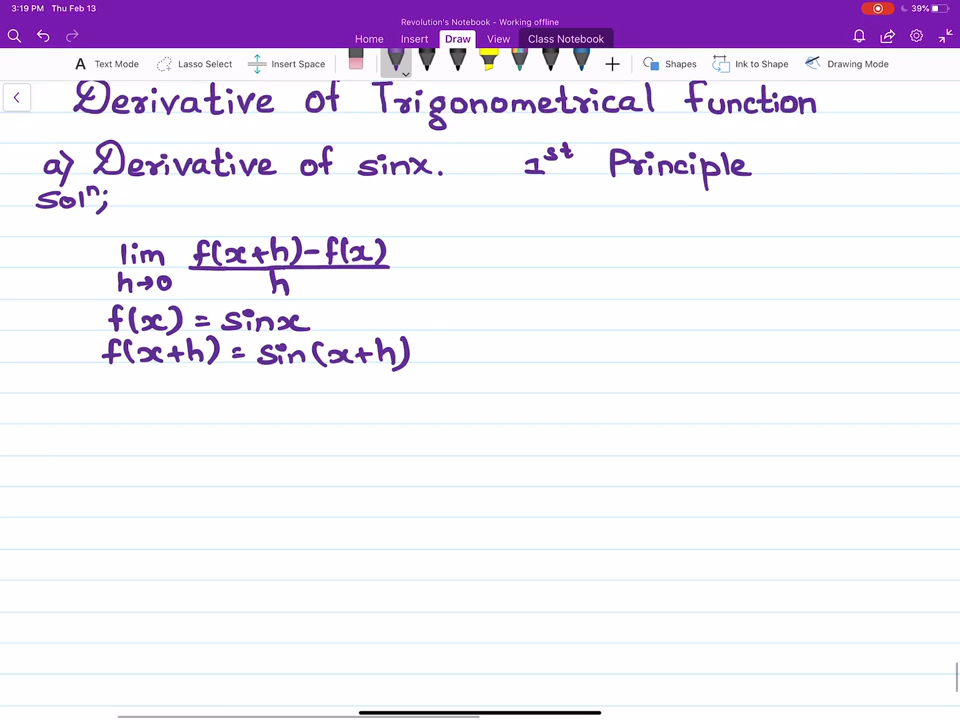 3:19 PM Thu Feb 13
39%
Revolution's Notebook - Working offline
Home Insert Draw View Class Notebook
Text Mode Lasso Select Insert Space Shapes Ink to Shape Drawing Mode
Derivative of Trigonometrical function
a) Derivative of sinx. 1st Principle
Solⁿ;
lim f(x+h)-f(x)
h→0 h
f(x) = sinx
f(x+h) = sin(x+h)